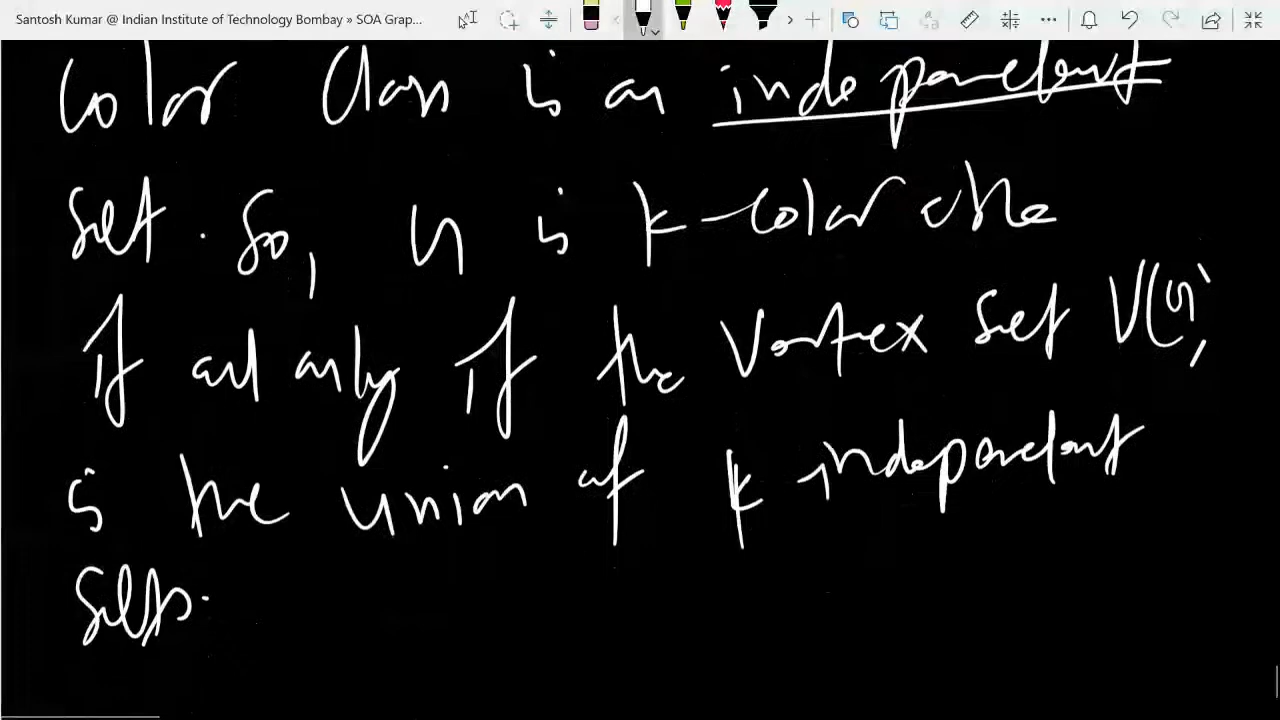 Santosh Kumar @ Indian Institute of Technology Bombay » SOA Grap...
Color Class is an independent
set. So, G is k-colorable
if and only if the Vertex set V(G),
is the union of k independent
sets.